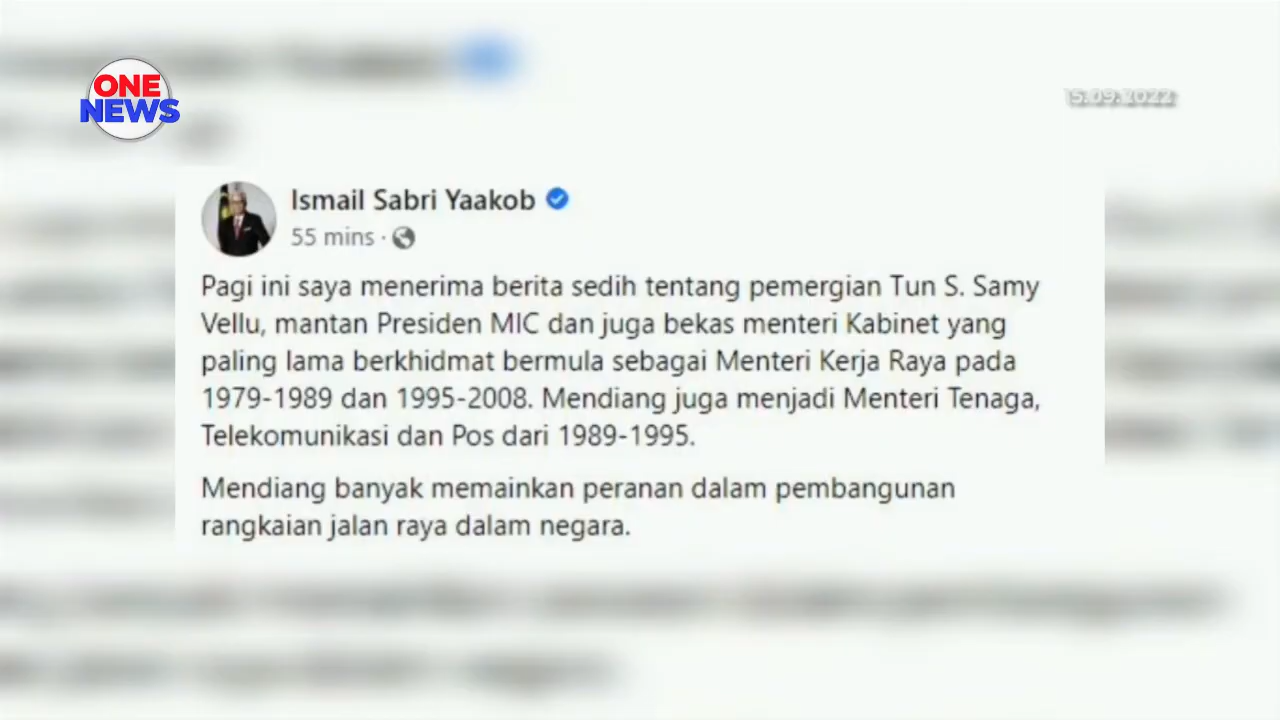 ONE
NEWS
15.09.2022
Ismail Sabri Yaakob
55 mins ·
Pagi ini saya menerima berita sedih tentang pemergian Tun S. Samy
Vellu, mantan Presiden MIC dan juga bekas menteri Kabinet yang
paling lama berkhidmat bermula sebagai Menteri Kerja Raya pada
1979-1989 dan 1995-2008. Mendiang juga menjadi Menteri Tenaga,
Telekomunikasi dan Pos dari 1989-1995.
Mendiang banyak memainkan peranan dalam pembangunan
rangkaian jalan raya dalam negara.